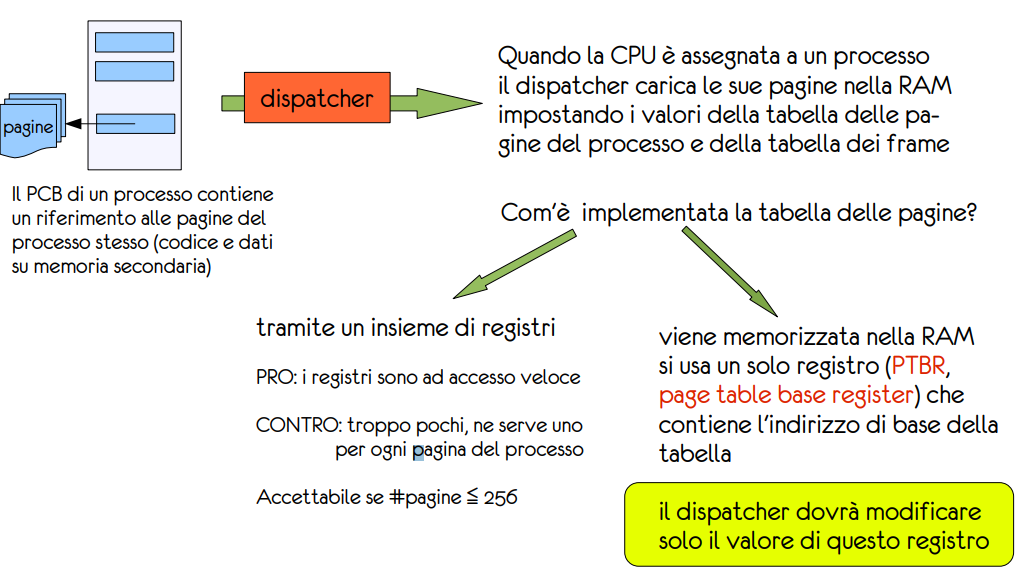 pagine
Il PCB di un processo contiene
un riferimento alle pagine del
processo stesso (codice e dati
su memoria secondaria)
dispatcher
Quando la CPU è assegnata a un processo
il dispatcher carica le sue pagine nella RAM
impostando i valori della tabella delle pa-
gine del processo e della tabella dei frame
Com'è implementata la tabella delle pagine?
tramite un insieme di registri
PRO: i registri sono ad accesso veloce
CONTRO: troppo pochi, ne serve uno
per ogni pagina del processo
Accettabile se #pagine ≦ 256
viene memorizzata nella RAM
si usa un solo registro (PTBR,
page table base register) che
contiene l'indirizzo di base della
tabella
il dispatcher dovrà modificare
solo il valore di questo registro